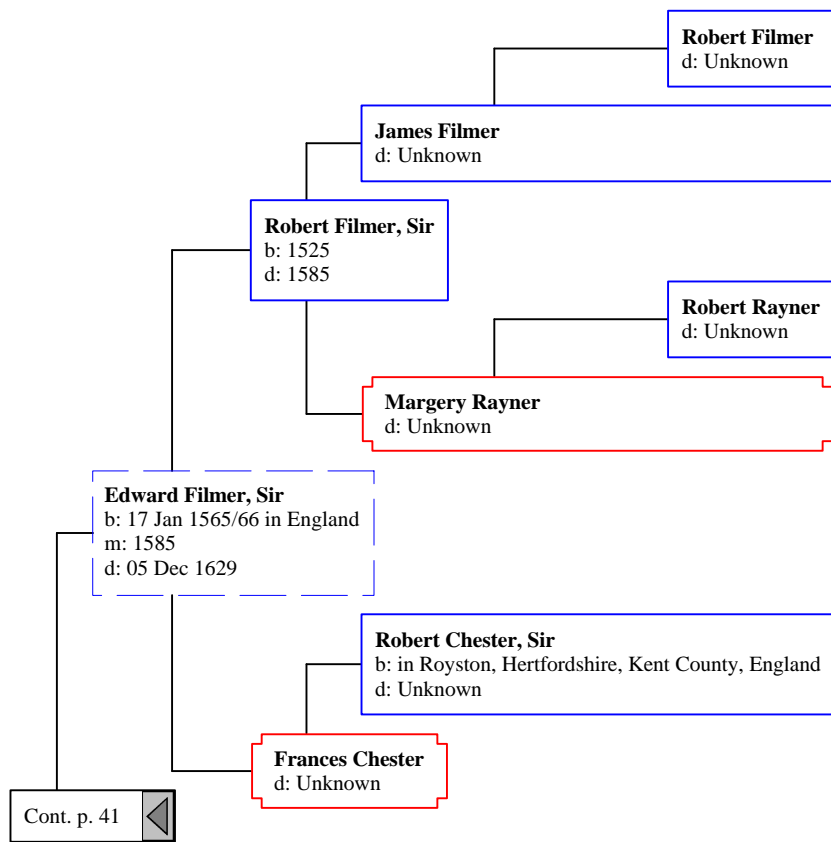 Robert Filmer
d: Unknown
James Filmer
d: Unknown
Robert Filmer, Sir
b: 1525
d: 1585
Robert Rayner
d: Unknown
Margery Rayner
d: Unknown
Edward Filmer, Sir
b: 17 Jan 1565/66 in England
m: 1585
d: 05 Dec 1629
Robert Chester, Sir
b: in Royston, Hertfordshire, Kent County, England
d: Unknown
Frances Chester
d: Unknown
Cont. p. 41